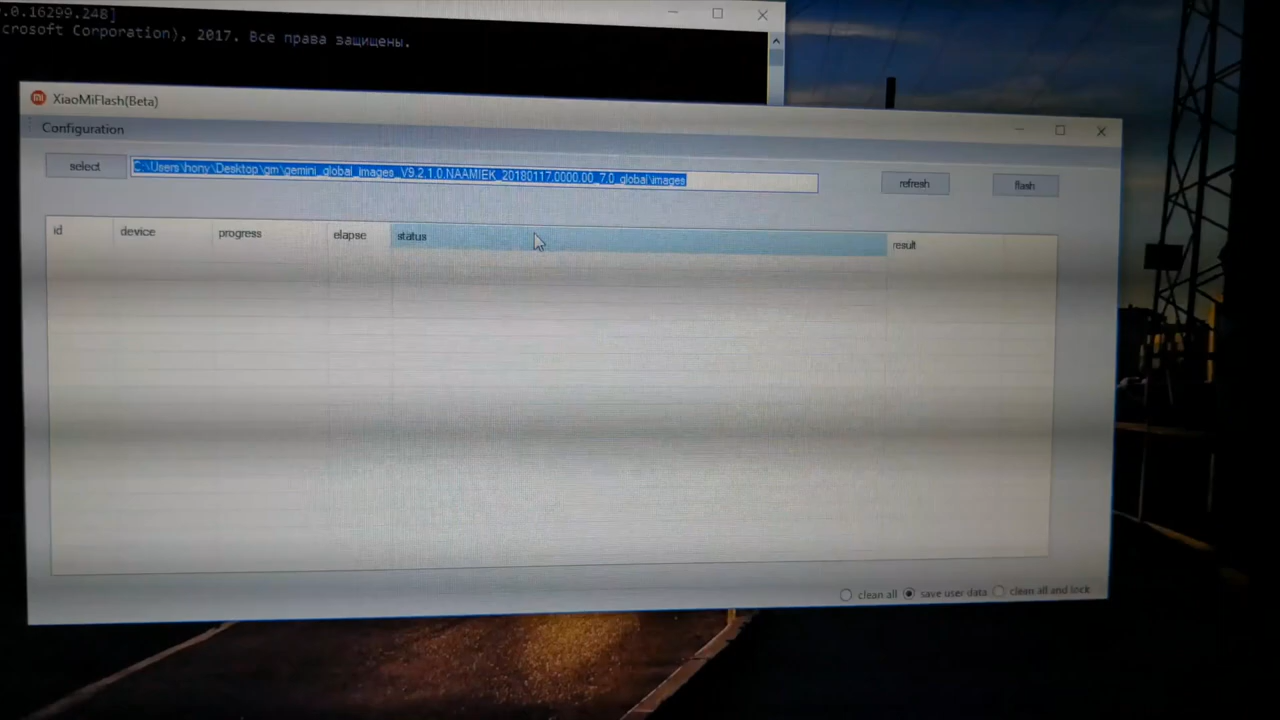 .0.16299.248]
crosoft Corporation), 2017. Все права защищены.
XiaoMiFlash(Beta)
Configuration
select C:\Users\hony\Desktop\gm\gemini_global_images_V9.2.1.0.NAAMIEK_20180117.0000.00_7.0_global\images refresh flash
id device progress elapse status result
clean all save user data clean all and lock